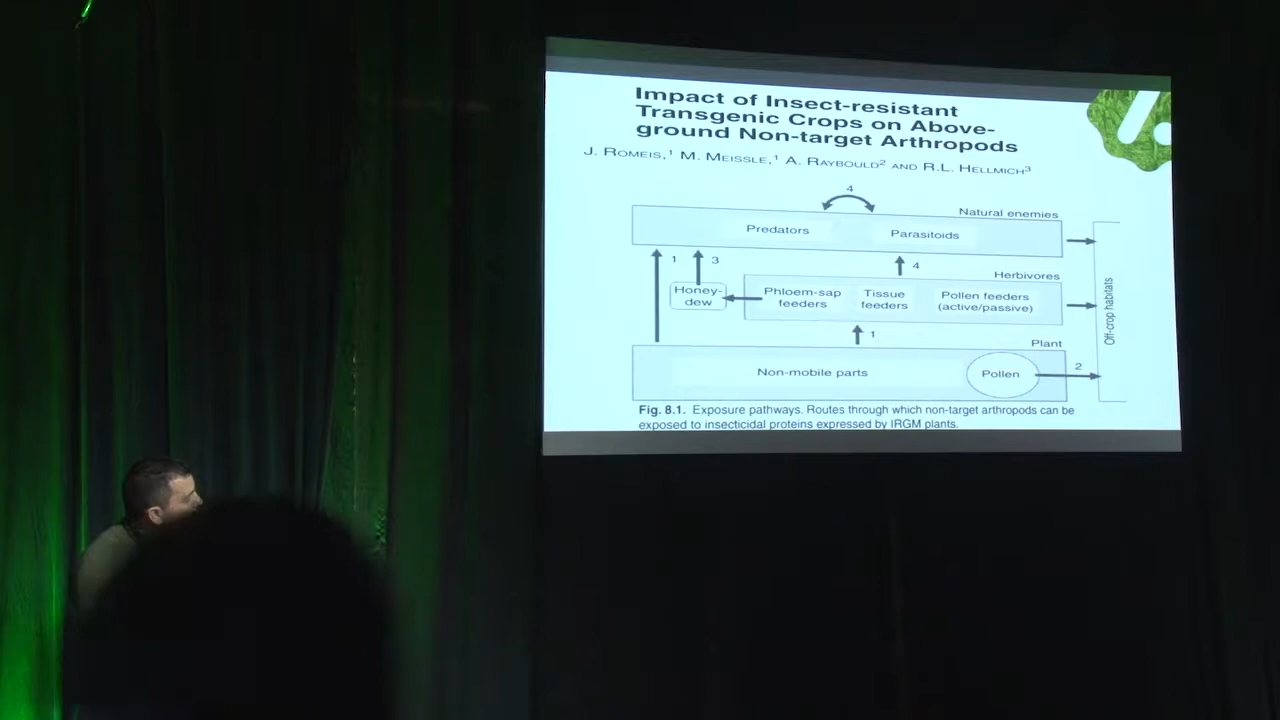 Impact of Insect-resistant
Transgenic Crops on Above-
ground Non-target Arthropods
J. Romeis,¹ M. Meissle,¹ A. Raybould² and R.L. Hellmich³
4
Natural enemies
Predators
Parasitoids
1
3
4
Herbivores
Honey-
dew
Phloem-sap
feeders
Tissue
feeders
Pollen feeders
(active/passive)
Off-crop habitats
1
Plant
Non-mobile parts
Pollen
2
Fig. 8.1. Exposure pathways. Routes through which non-target arthropods can be
exposed to insecticidal proteins expressed by IRGM plants.